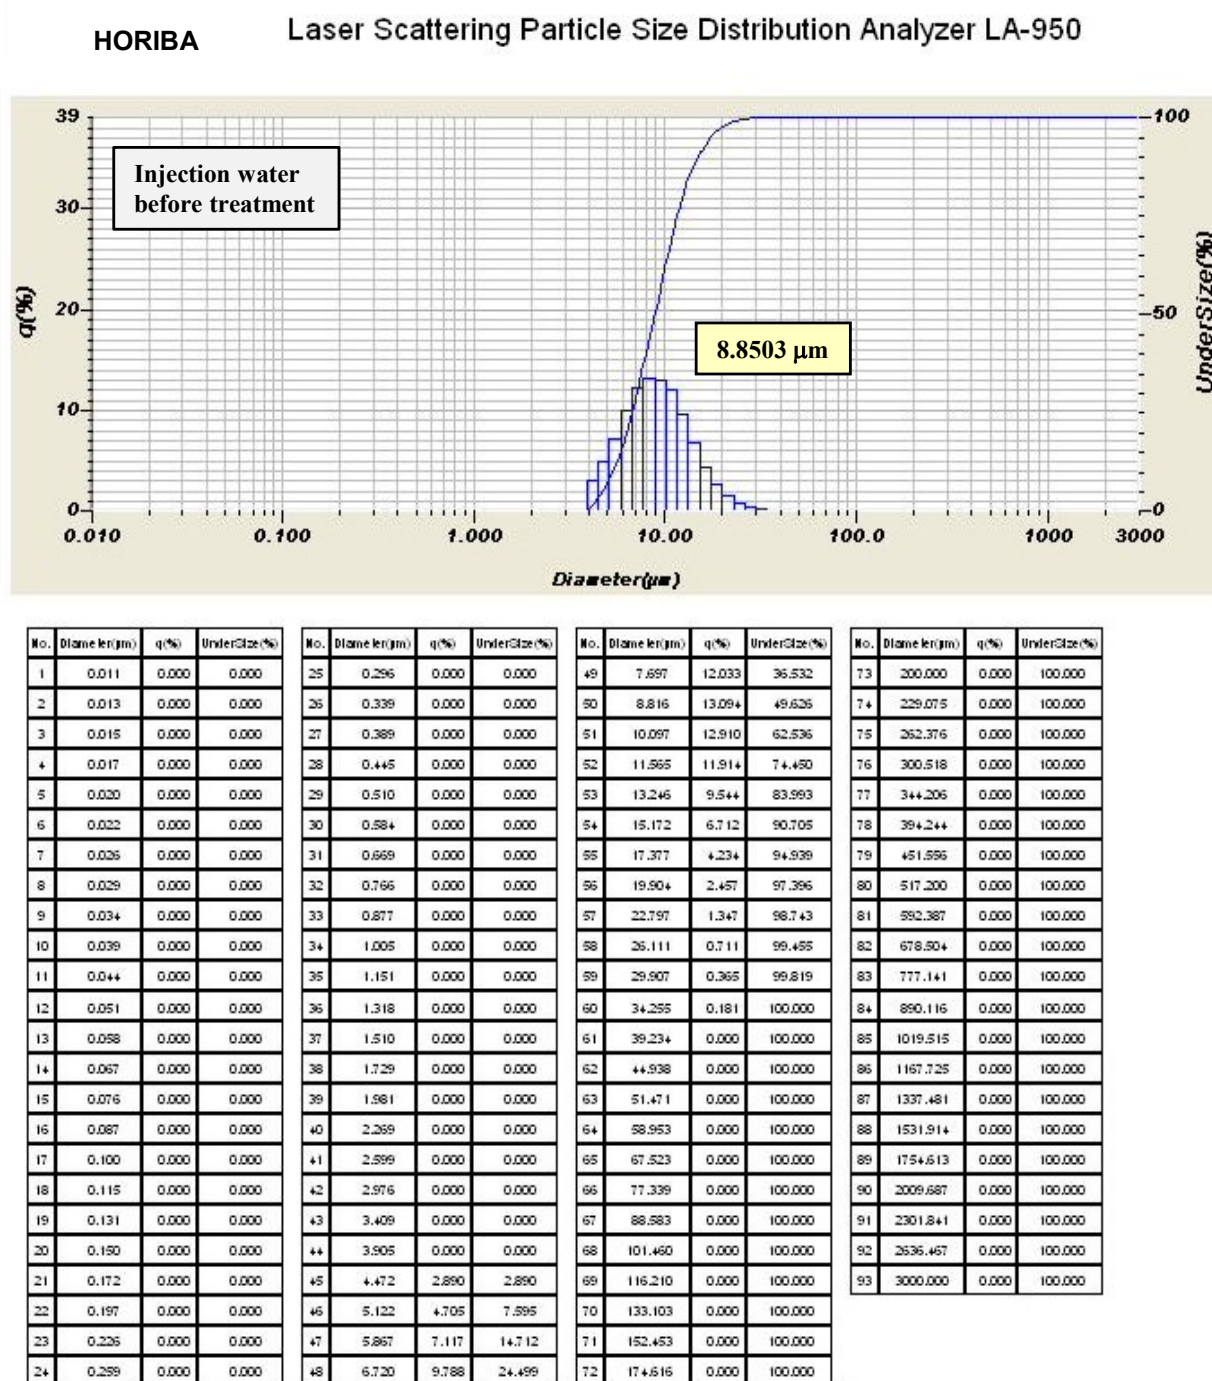 HORIBA
Laser Scattering Particle Size Distribution Analyzer LA-950
39
30
20
10
0
q(%)
Injection water
before treatment
8.8503 μm
100
50
0
UnderSize(%)
0.010 0.100 1.000 10.00 100.0 1000 3000
Diameter(μm)
No. Diameter(μm) q(%) UnderSize(%) No. Diameter(μm) q(%) UnderSize(%) No. Diameter(μm) q(%) UnderSize(%) No. Diameter(μm) q(%) UnderSize(%)
1 0.011 0.000 0.000 25 0.296 0.000 0.000 49 7.697 12.033 36.532 73 200.000 0.000 100.000
2 0.013 0.000 0.000 26 0.339 0.000 0.000 50 8.816 13.094 49.626 74 229.075 0.000 100.000
3 0.015 0.000 0.000 27 0.389 0.000 0.000 51 10.097 12.910 62.536 75 262.376 0.000 100.000
4 0.017 0.000 0.000 28 0.445 0.000 0.000 52 11.565 11.914 74.450 76 300.518 0.000 100.000
5 0.020 0.000 0.000 29 0.510 0.000 0.000 53 13.246 9.544 83.993 77 344.206 0.000 100.000
6 0.022 0.000 0.000 30 0.584 0.000 0.000 54 15.172 6.712 90.705 78 394.244 0.000 100.000
7 0.026 0.000 0.000 31 0.669 0.000 0.000 55 17.377 4.234 94.939 79 451.556 0.000 100.000
8 0.029 0.000 0.000 32 0.766 0.000 0.000 56 19.904 2.457 97.396 80 517.200 0.000 100.000
9 0.034 0.000 0.000 33 0.877 0.000 0.000 57 22.797 1.347 98.743 81 592.387 0.000 100.000
10 0.039 0.000 0.000 34 1.005 0.000 0.000 58 26.111 0.711 99.455 82 678.504 0.000 100.000
11 0.044 0.000 0.000 35 1.151 0.000 0.000 59 29.907 0.365 99.819 83 777.141 0.000 100.000
12 0.051 0.000 0.000 36 1.318 0.000 0.000 60 34.255 0.181 100.000 84 890.116 0.000 100.000
13 0.058 0.000 0.000 37 1.510 0.000 0.000 61 39.234 0.000 100.000 85 1019.515 0.000 100.000
14 0.067 0.000 0.000 38 1.729 0.000 0.000 62 44.938 0.000 100.000 86 1167.725 0.000 100.000
15 0.076 0.000 0.000 39 1.981 0.000 0.000 63 51.471 0.000 100.000 87 1337.481 0.000 100.000
16 0.087 0.000 0.000 40 2.269 0.000 0.000 64 58.953 0.000 100.000 88 1531.914 0.000 100.000
17 0.100 0.000 0.000 41 2.599 0.000 0.000 65 67.523 0.000 100.000 89 1754.613 0.000 100.000
18 0.115 0.000 0.000 42 2.976 0.000 0.000 66 77.339 0.000 100.000 90 2009.687 0.000 100.000
19 0.131 0.000 0.000 43 3.409 0.000 0.000 67 88.583 0.000 100.000 91 2301.841 0.000 100.000
20 0.150 0.000 0.000 44 3.905 0.000 0.000 68 101.460 0.000 100.000 92 2636.467 0.000 100.000
21 0.172 0.000 0.000 45 4.472 2.890 2.890 69 116.210 0.000 100.000 93 3000.000 0.000 100.000
22 0.197 0.000 0.000 46 5.122 4.705 7.595 70 133.103 0.000 100.000
23 0.226 0.000 0.000 47 5.867 7.117 14.712 71 152.453 0.000 100.000
24 0.259 0.000 0.000 48 6.720 9.788 24.499 72 174.616 0.000 100.000